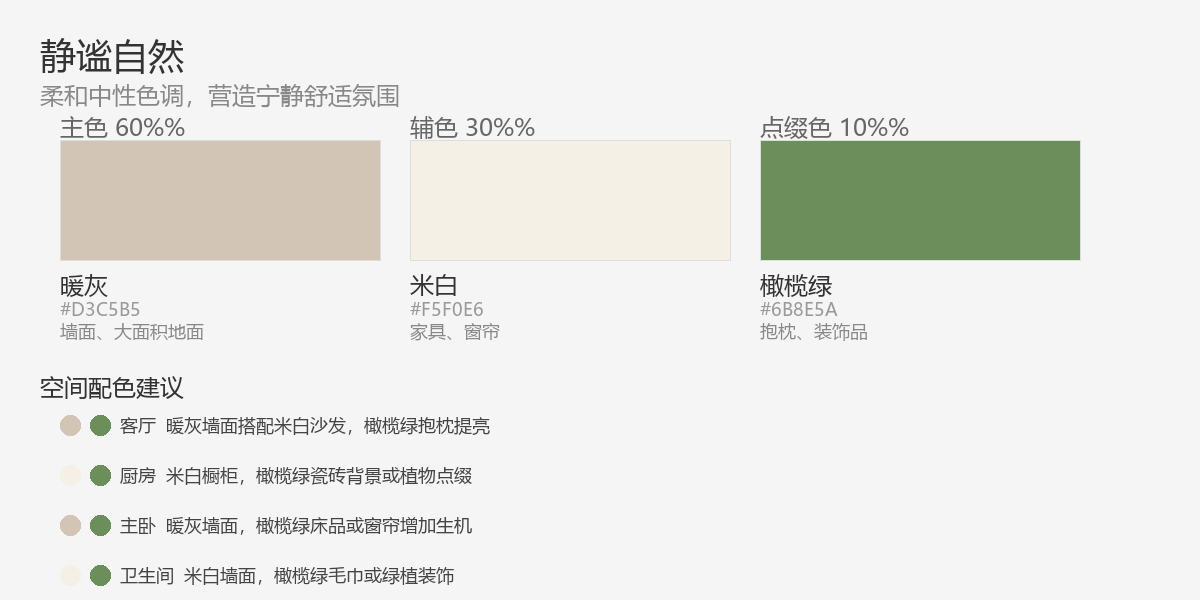 静谧自然
柔和中性色调，营造宁静舒适氛围
主色 60%%
辅色 30%%
点缀色 10%%
暖灰
#D3C5B5
墙面、大面积地面
米白
#F5F0E6
家具、窗帘
橄榄绿
#6B8E5A
抱枕、装饰品
空间配色建议
客厅 暖灰墙面搭配米白沙发，橄榄绿抱枕提亮
厨房 米白橱柜，橄榄绿瓷砖背景或植物点缀
主卧 暖灰墙面，橄榄绿床品或窗帘增加生机
卫生间 米白墙面，橄榄绿毛巾或绿植装饰